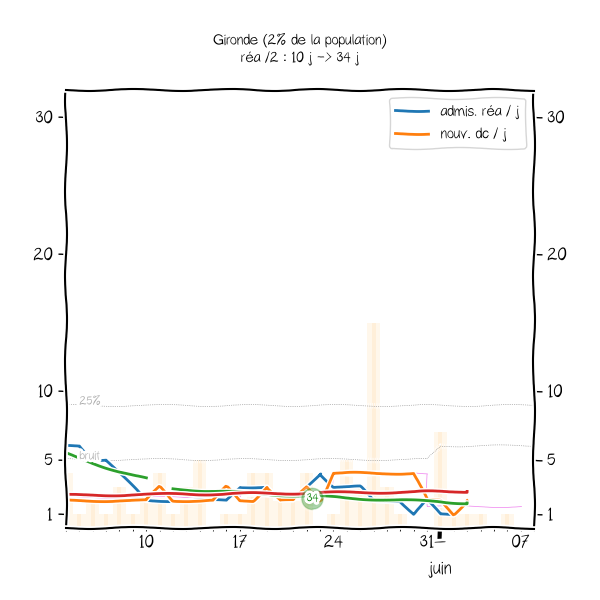 Gironde (2% de la population)
réa /2 : 10 j -> 34 j
admis. réa / j
nouv. dc / j
30
30
20
20
10
10
25%
5
5
bruit
34
1
1
10
17
24
31
07
juin